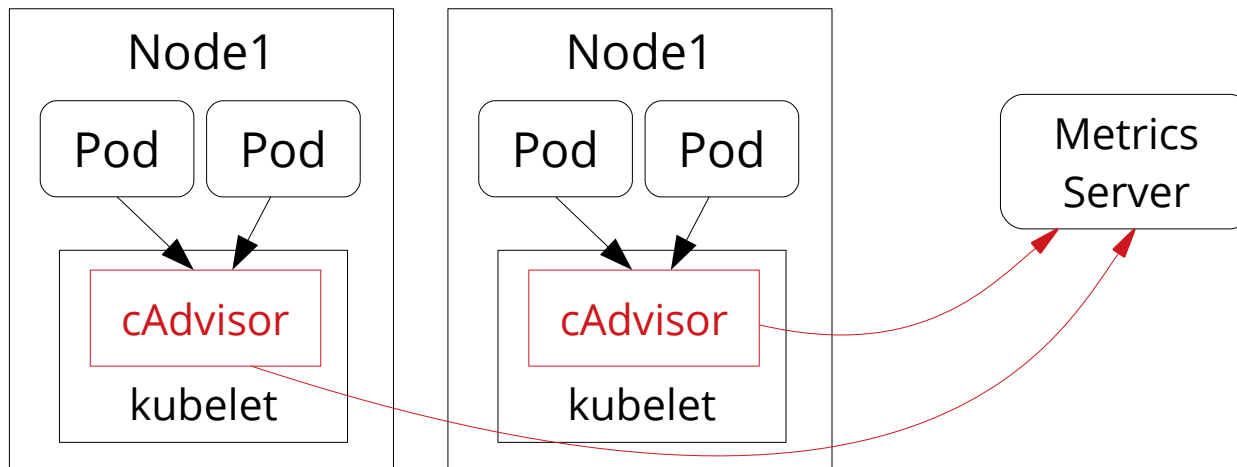 Node1
Pod
Pod
cAdvisor
kubelet
Node1
Pod
Pod
cAdvisor
kubelet
Metrics
Server